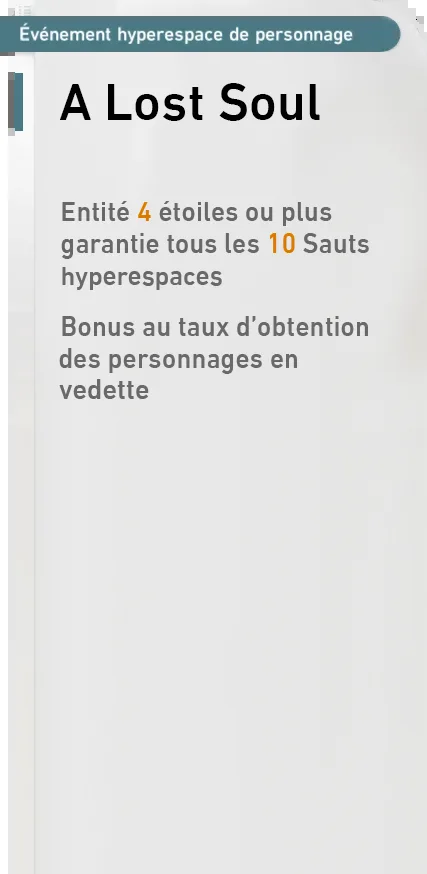 Événement hyperespace de personnage
A Lost Soul
Entité 4 étoiles ou plus
garantie tous les 10 Sauts
hyperespaces
Bonus au taux d’obtention
des personnages en
vedette